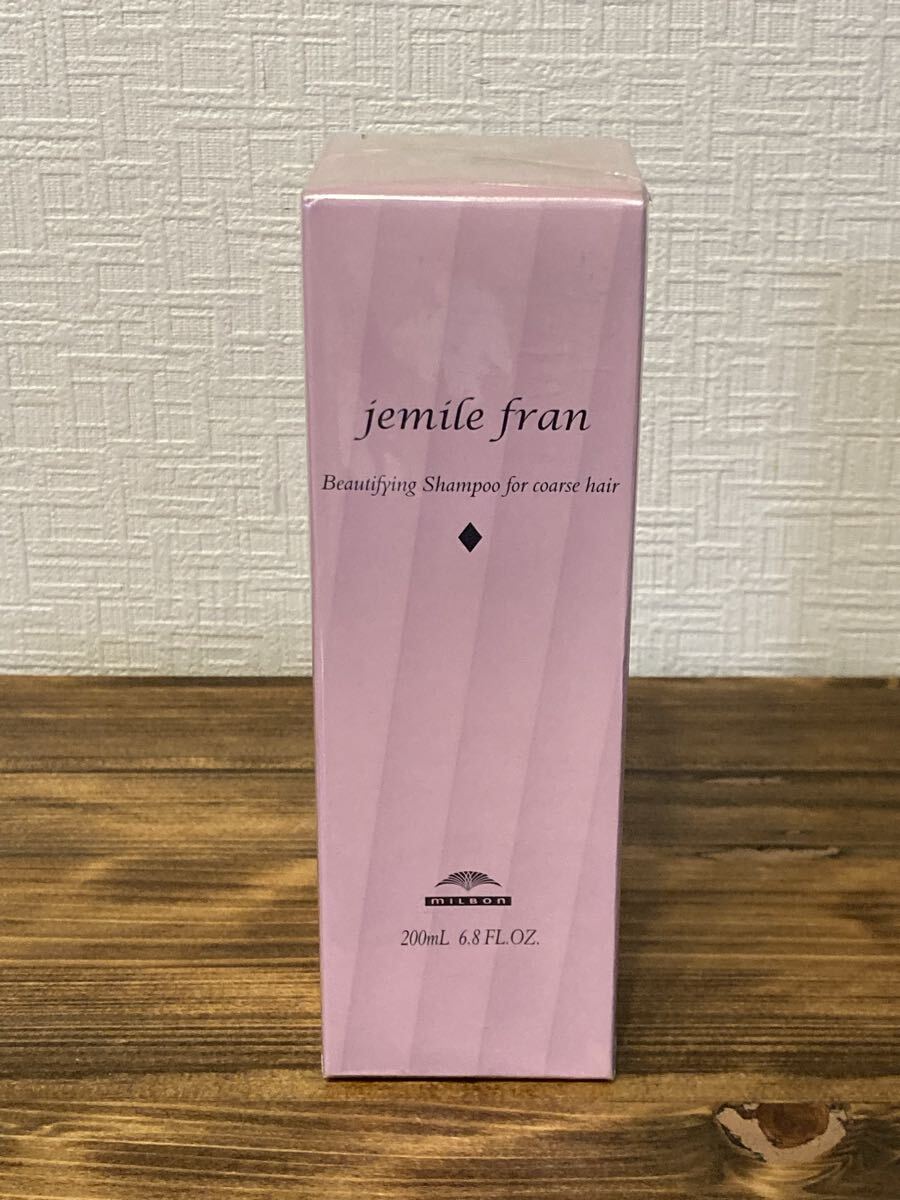 jemile fran
Beautifying Shampoo for coarse hair
MILBON
200mL 6.8 FL.OZ.